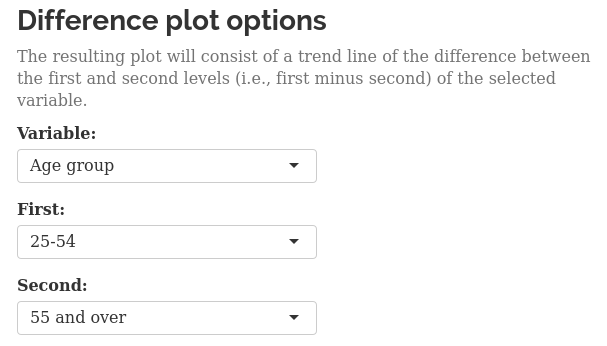 Difference plot options
The resulting plot will consist of a trend line of the difference between
the first and second levels (i.e., first minus second) of the selected
variable.
Variable:
Age group
First:
25-54
Second:
55 and over